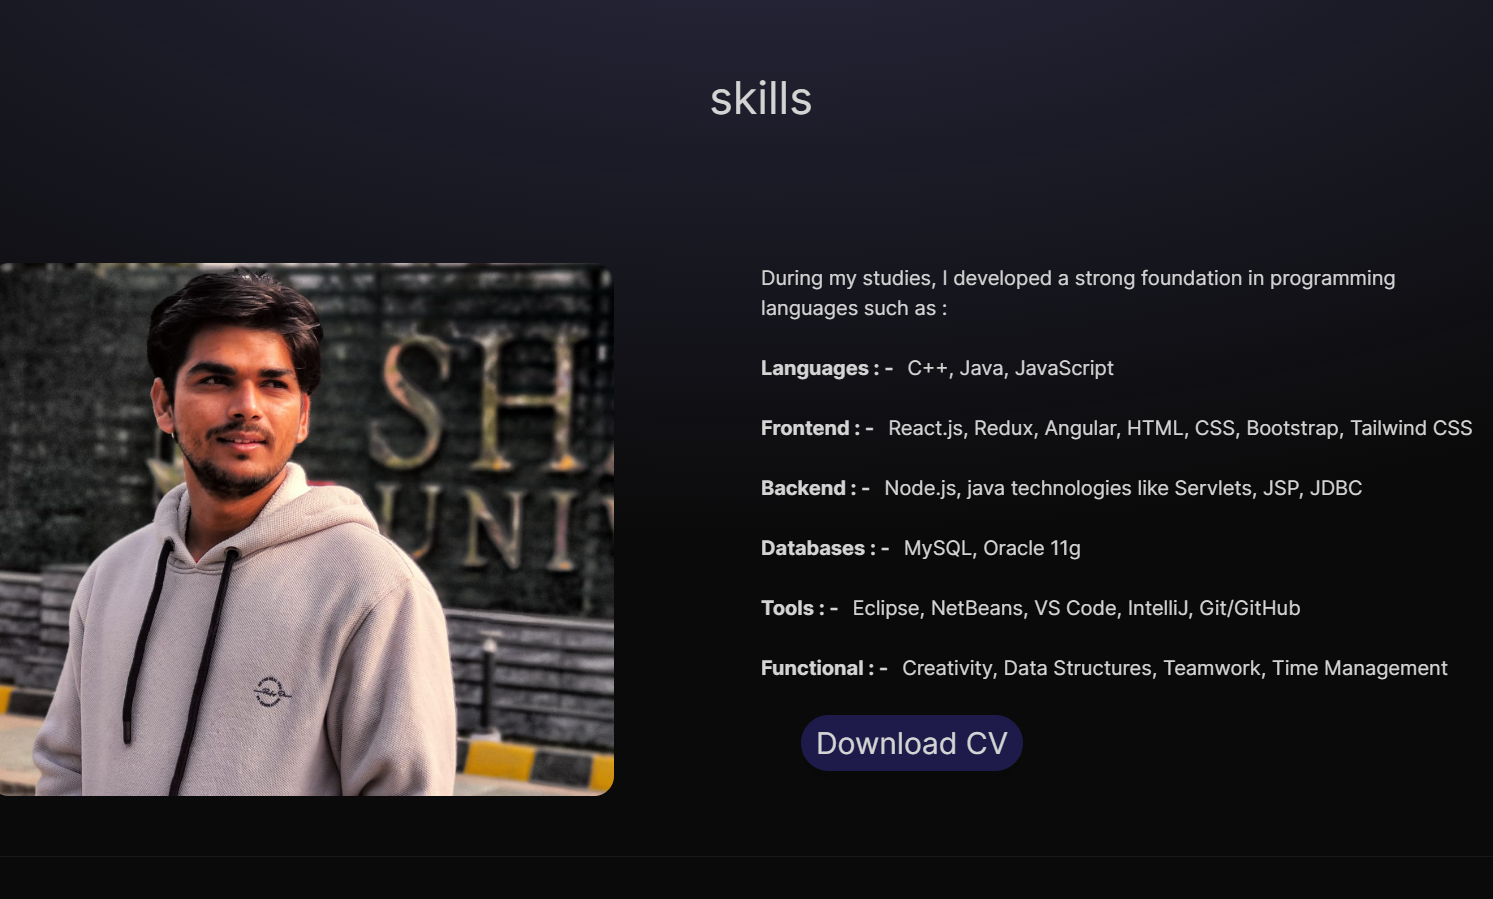 skills
SH
UNI
During my studies, I developed a strong foundation in programming
languages such as :
Languages : - C++, Java, JavaScript
Frontend : - React.js, Redux, Angular, HTML, CSS, Bootstrap, Tailwind CSS
Backend : - Node.js, java technologies like Servlets, JSP, JDBC
Databases : - MySQL, Oracle 11g
Tools : - Eclipse, NetBeans, VS Code, IntelliJ, Git/GitHub
Functional : - Creativity, Data Structures, Teamwork, Time Management
Download CV